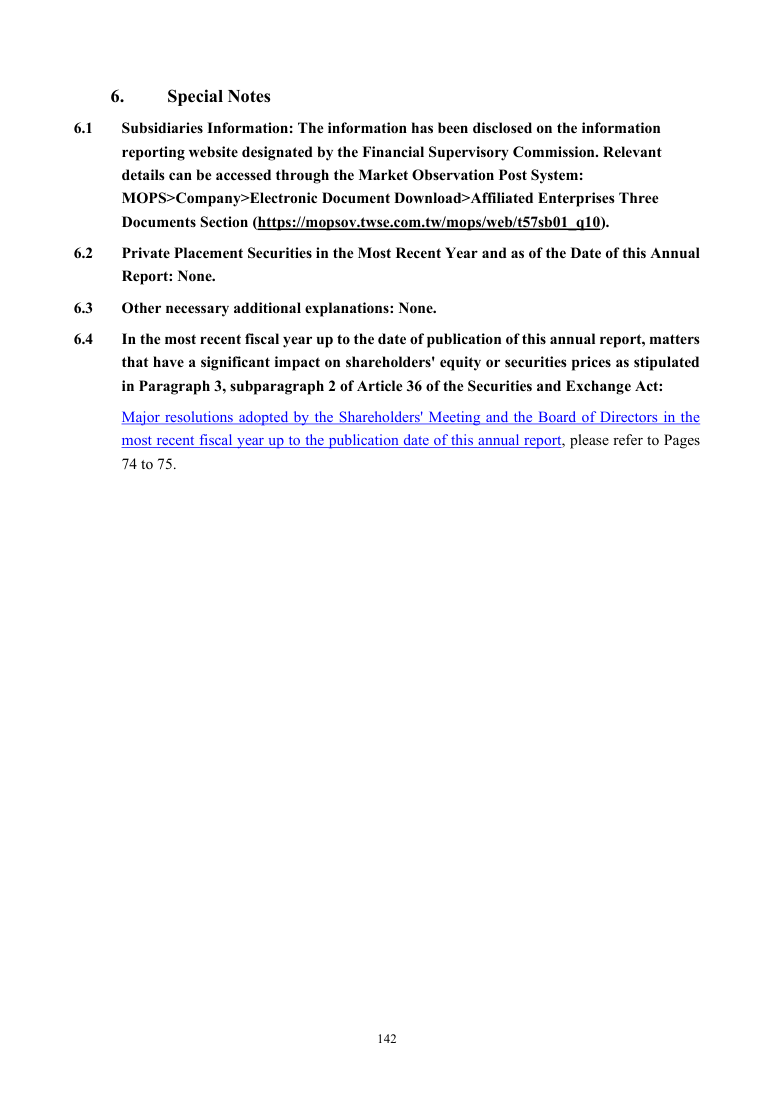 6. Special Notes
6.1 Subsidiaries Information: The information has been disclosed on the information
reporting website designated by the Financial Supervisory Commission. Relevant
details can be accessed through the Market Observation Post System:
MOPS>Company>Electronic Document Download>Affiliated Enterprises Three
Documents Section (https://mopsov.twse.com.tw/mops/web/t57sb01_q10).
6.2 Private Placement Securities in the Most Recent Year and as of the Date of this Annual
Report: None.
6.3 Other necessary additional explanations: None.
6.4 In the most recent fiscal year up to the date of publication of this annual report, matters
that have a significant impact on shareholders' equity or securities prices as stipulated
in Paragraph 3, subparagraph 2 of Article 36 of the Securities and Exchange Act:
Major resolutions adopted by the Shareholders' Meeting and the Board of Directors in the
most recent fiscal year up to the publication date of this annual report, please refer to Pages
74 to 75.
142